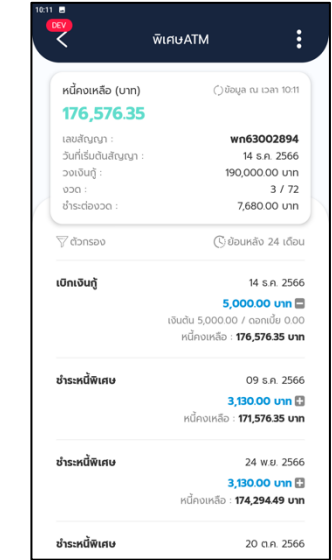 10:11
DEV
พิเศษATM
หนี้คงเหลือ (บาท)
ข้อมูล ณ เวลา 10:11
176,576.35
เลขสัญญา : พก63002894
วันที่เริ่มต้นสัญญา : 14 ธ.ค. 2566
วงเงินกู้ : 190,000.00 บาท
งวด : 3 / 72
ชำระต่องวด : 7,680.00 บาท
ตัวกรอง ย้อนหลัง 24 เดือน
เบิกเงินกู้ 14 ธ.ค. 2566
5,000.00 บาท
เงินต้น 5,000.00 / ดอกเบี้ย 0.00
หนี้คงเหลือ : 176,576.35 บาท
ชำระหนี้พิเศษ 09 ธ.ค. 2566
3,130.00 บาท
หนี้คงเหลือ : 171,576.35 บาท
ชำระหนี้พิเศษ 24 พ.ย. 2566
3,130.00 บาท
หนี้คงเหลือ : 174,294.49 บาท
ชำระหนี้พิเศษ 20 ต.ค. 2566